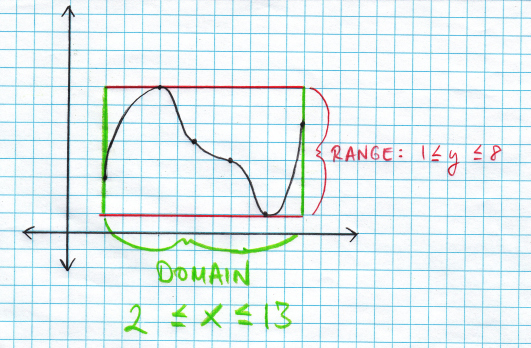 RANGE: 1 ≤ y ≤ 8
DOMAIN
2 ≤ x ≤ 13